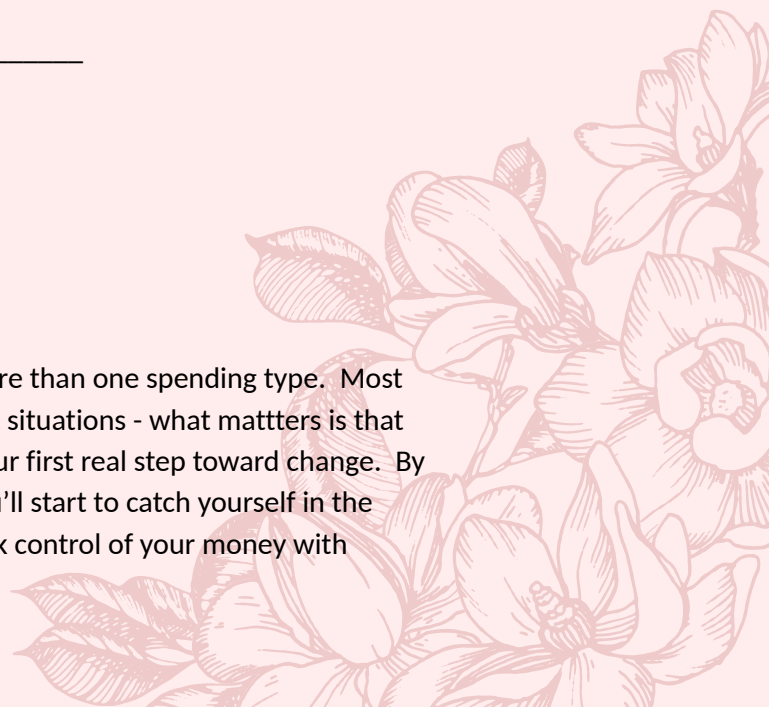 ______
re than one spending type.  Most
situations - what mattters is that
ur first real step toward change.  By
'll start to catch yourself in the
k control of your money with